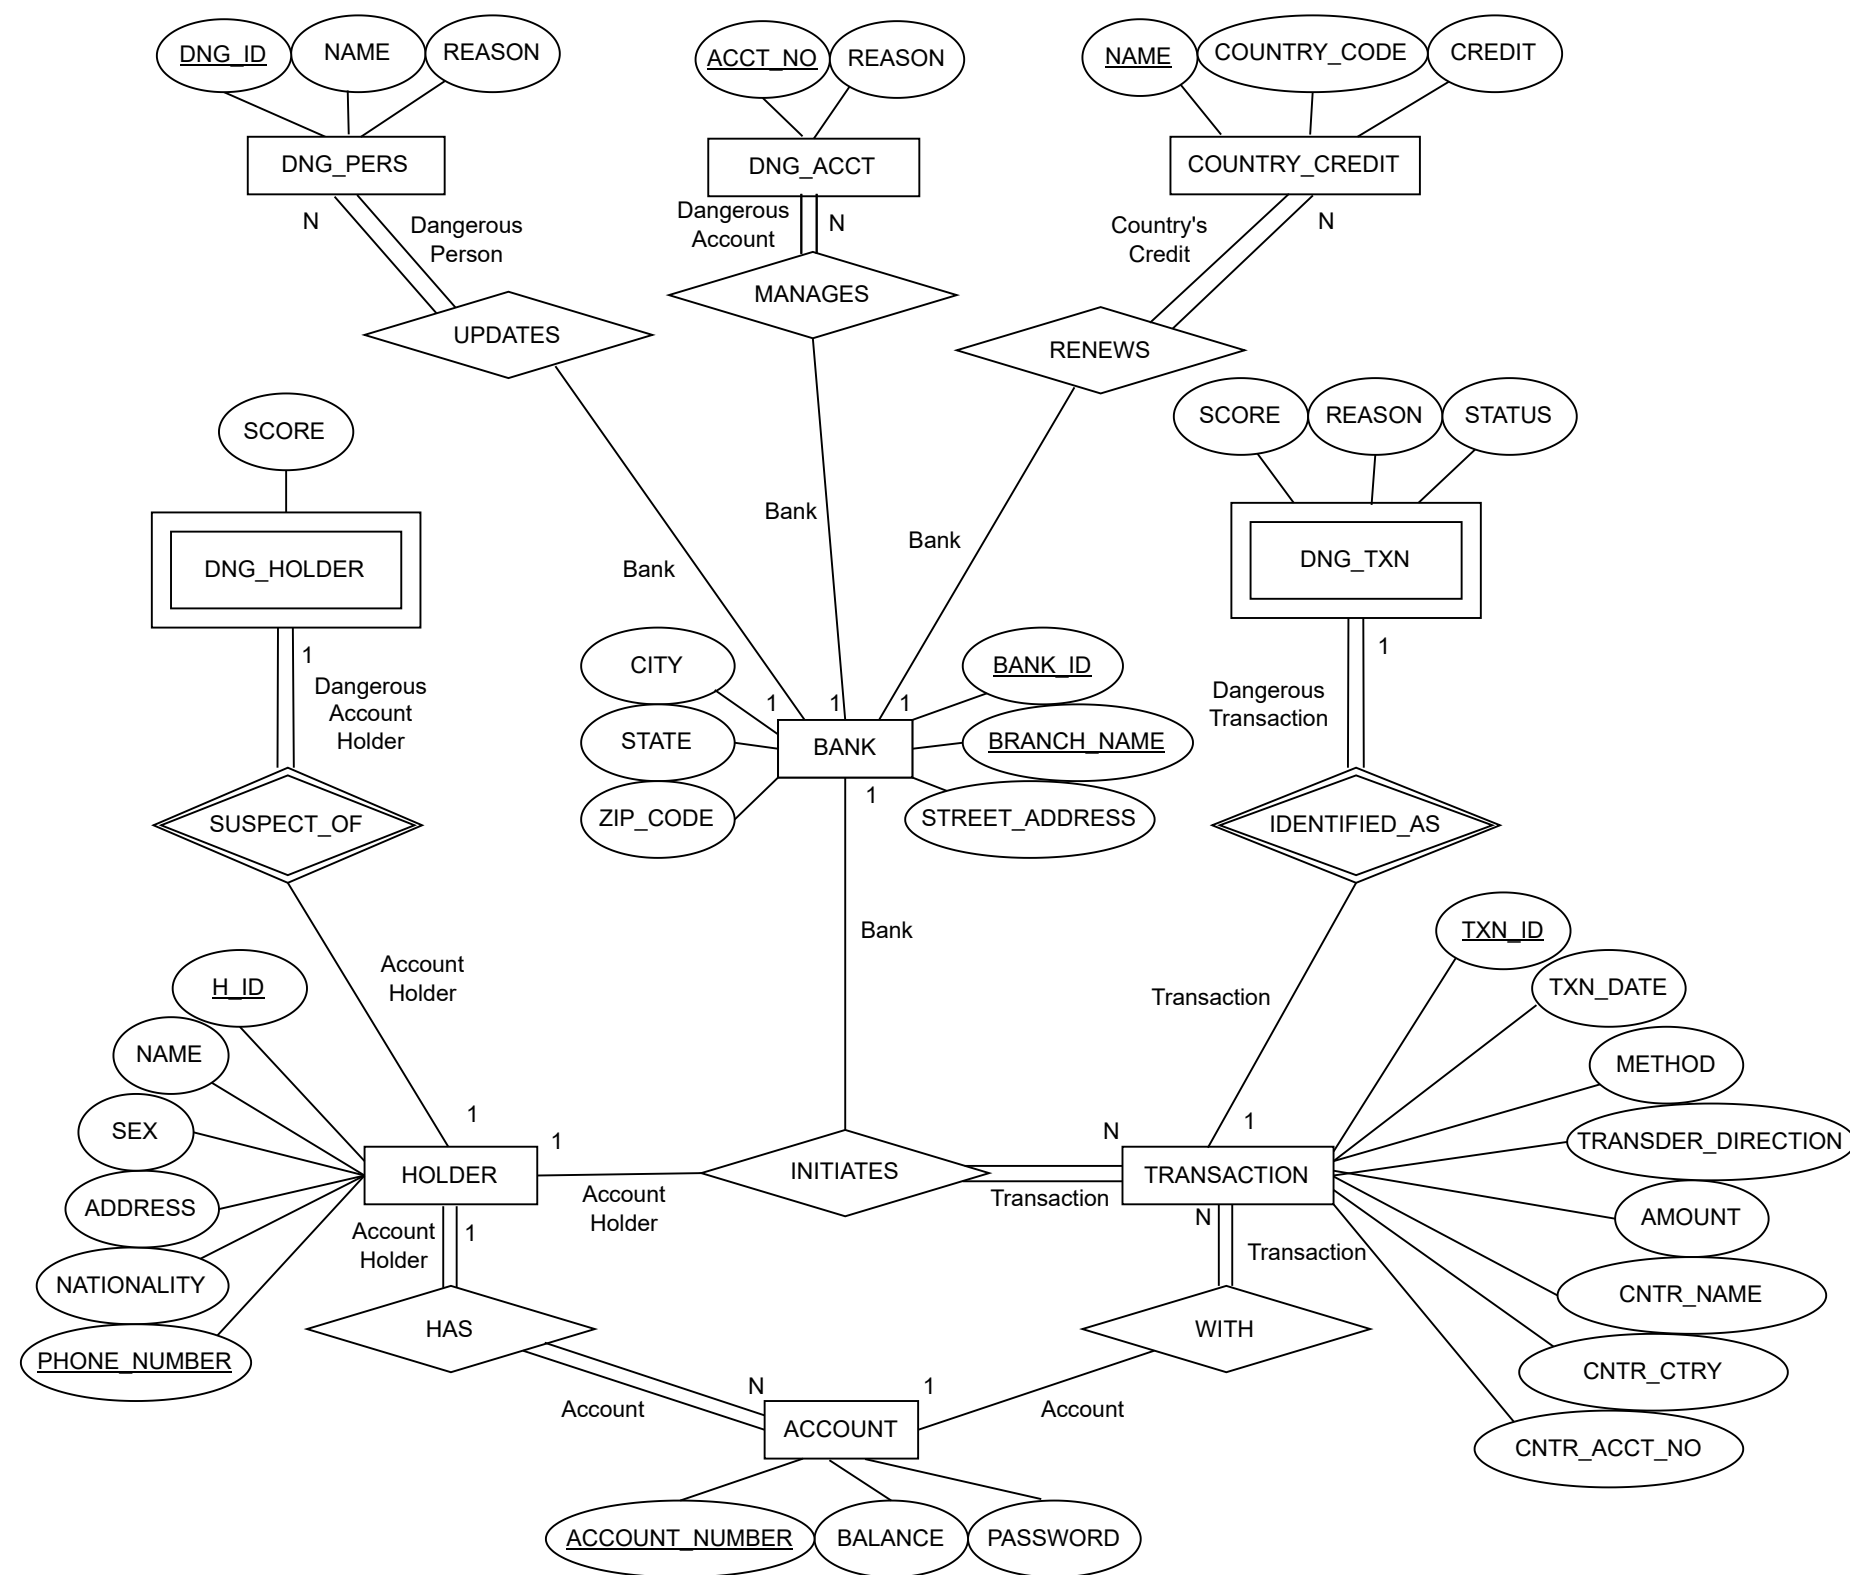 DNG_ID
NAME
REASON
ACCT_NO
REASON
NAME
COUNTRY_CODE
CREDIT
DNG_PERS
DNG_ACCT
COUNTRY_CREDIT
N
Dangerous
Person
Dangerous
Account
N
Country's
Credit
N
UPDATES
MANAGES
RENEWS
SCORE
SCORE
REASON
STATUS
Bank
Bank
Bank
DNG_HOLDER
DNG_TXN
1
Dangerous
Account
Holder
1
Dangerous
Transaction
CITY
STATE
ZIP_CODE
1
1
1
BANK
1
BANK_ID
BRANCH_NAME
STREET_ADDRESS
SUSPECT_OF
IDENTIFIED_AS
Bank
Account
Holder
Transaction
H_ID
NAME
SEX
ADDRESS
NATIONALITY
PHONE_NUMBER
TXN_ID
TXN_DATE
METHOD
TRANSDER_DIRECTION
AMOUNT
CNTR_NAME
CNTR_CTRY
CNTR_ACCT_NO
1
1
HOLDER
Account
Holder
INITIATES
N
1
Transaction
TRANSACTION
Account
Holder
1
N
Transaction
HAS
WITH
Account
N
1
Account
ACCOUNT
ACCOUNT_NUMBER
BALANCE
PASSWORD